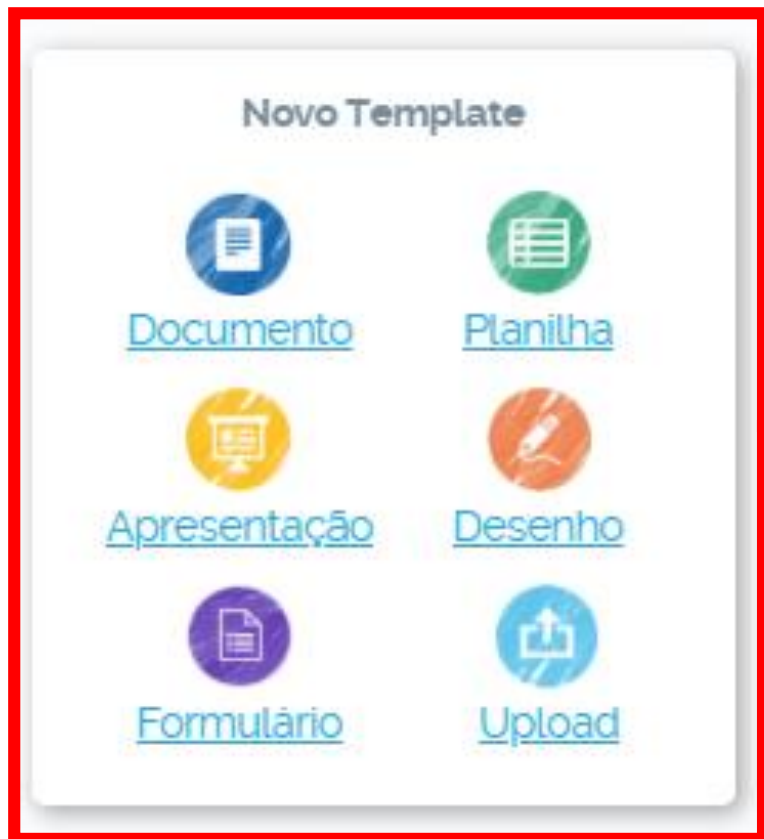 Novo Template
Documento Planilha
Apresentação Desenho
Formulário Upload